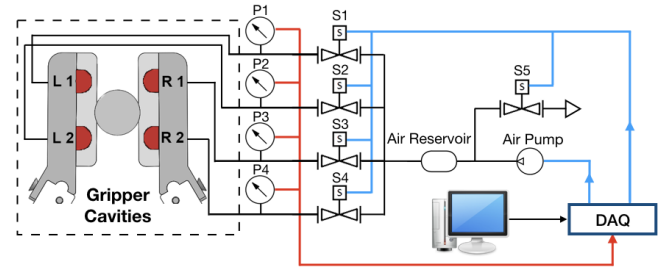 P1
S1
S
P2
S2
S
L 1
R 1
S5
S
P3
S3
S
L 2
R 2
Air Reservoir
Air Pump
P4
S4
S
Gripper
Cavities
DAQ